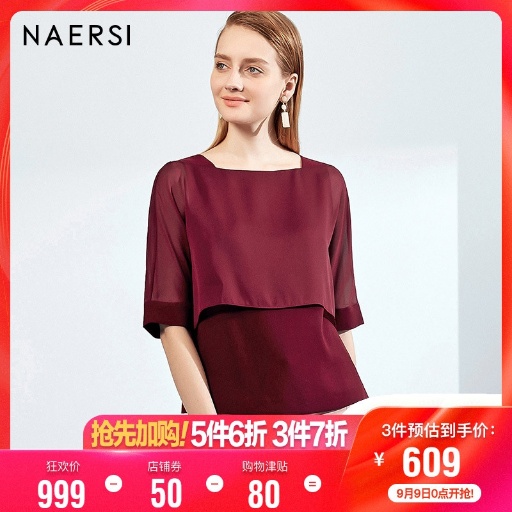 NAERSI
抢先加购! 5件6折 3件7折
3件预估到手价:
¥ 609
9月9日0点开抢!
狂欢价 店铺券 购物津贴
999 - 50 - 80 =